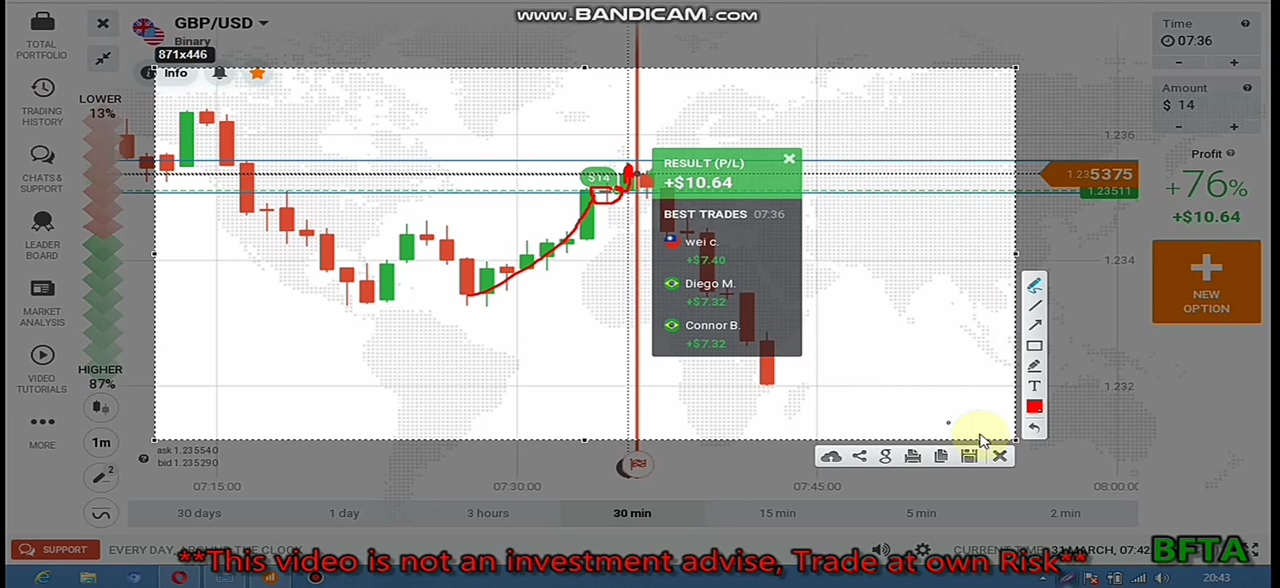 www.BANDICAM.com
TOTAL PORTFOLIO
TRADING HISTORY
CHATS & SUPPORT
LEADER BOARD
MARKET ANALYSIS
VIDEO TUTORIALS
MORE
GBP/USD
Binary
871x446
Info
LOWER
13%
HIGHER
87%
1m
2
ask 1.235540
bid 1.235290
$14
RESULT (P/L)
+$10.64
BEST TRADES 07:36
wei c.
+$7.40
Diego M.
+$7.32
Connor B.
+$7.32
1.236
1.235375
1.23511
1.234
1.232
07:15:00
07:30:00
07:45:00
08:00:00
30 days
1 day
3 hours
30 min
15 min
5 min
2 min
Time
07:36
Amount
$ 14
Profit
+76%
+$10.64
NEW OPTION
T
SUPPORT
EVERY DAY, AROUND THE CLOCK
CURRENT TIME: 31 MARCH, 07:42
**This video is not an investment advise, Trade at own Risk**
BFTA
20:43